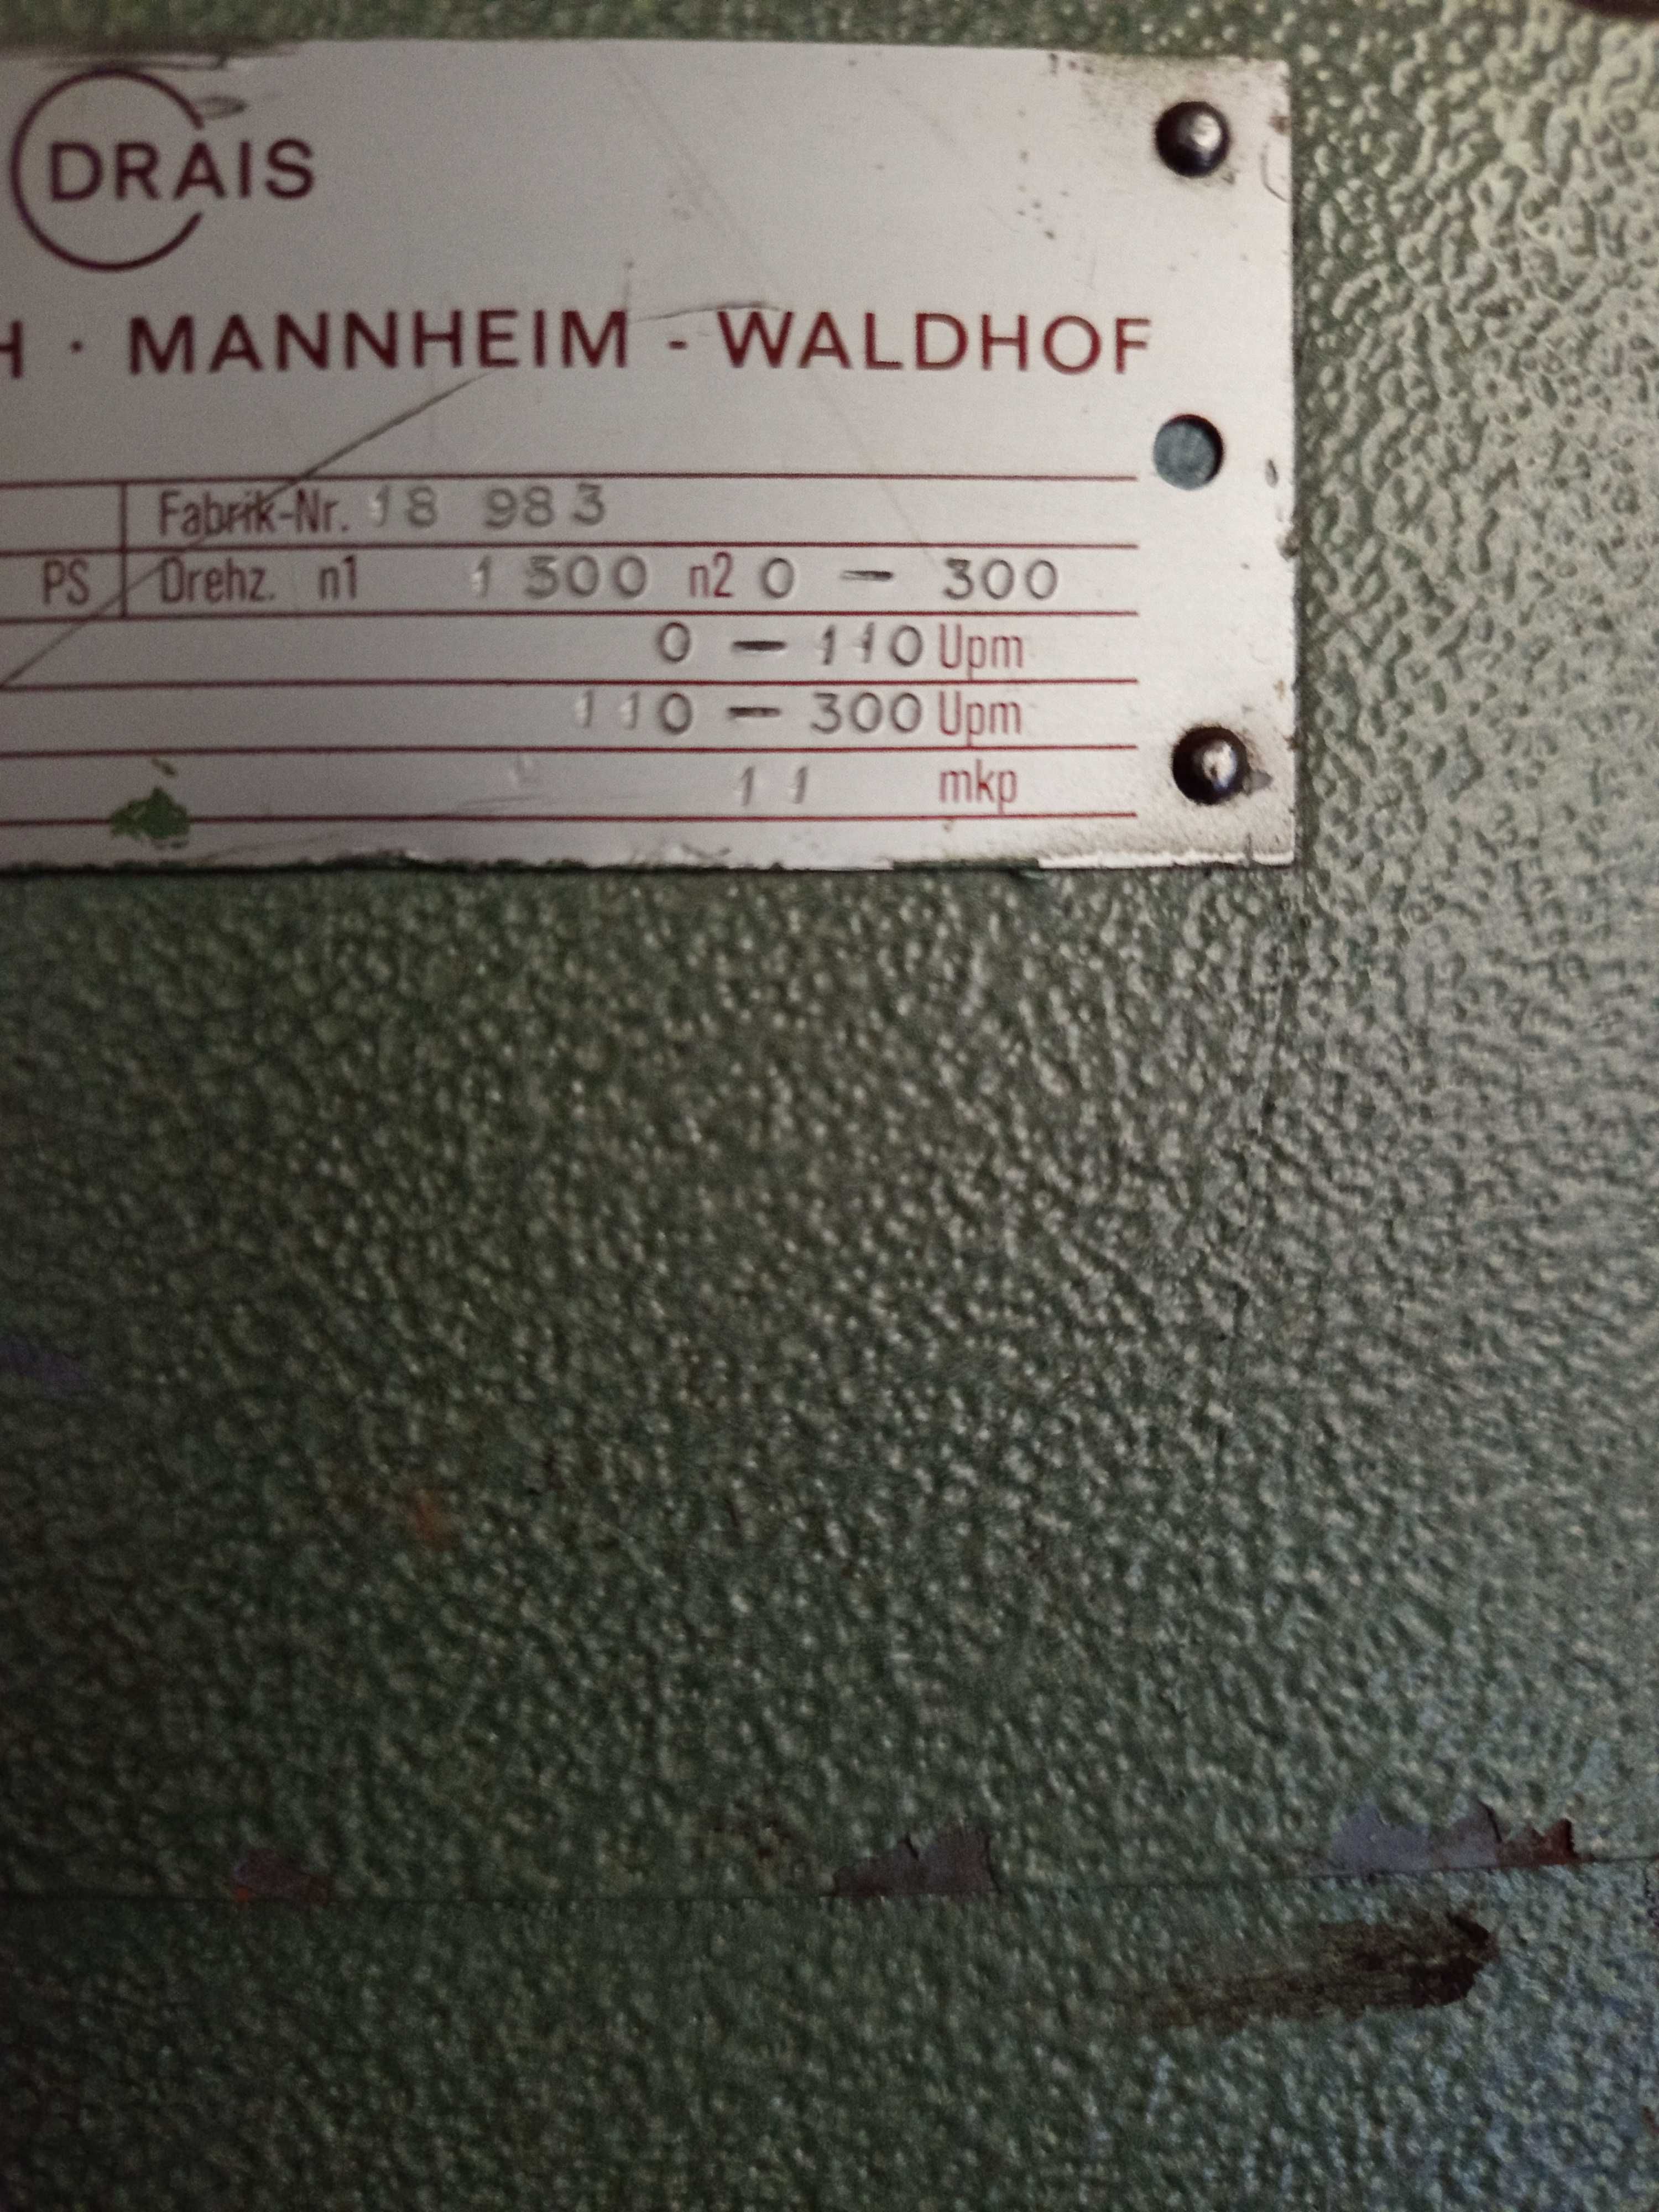 DRAIS
H · MANNHEIM - WALDHOF
Fabrik-Nr. 18 983
PS Drehz. n1 1500 n2 0 — 300
0 — 110 Upm
110 — 300 Upm
11 mkp